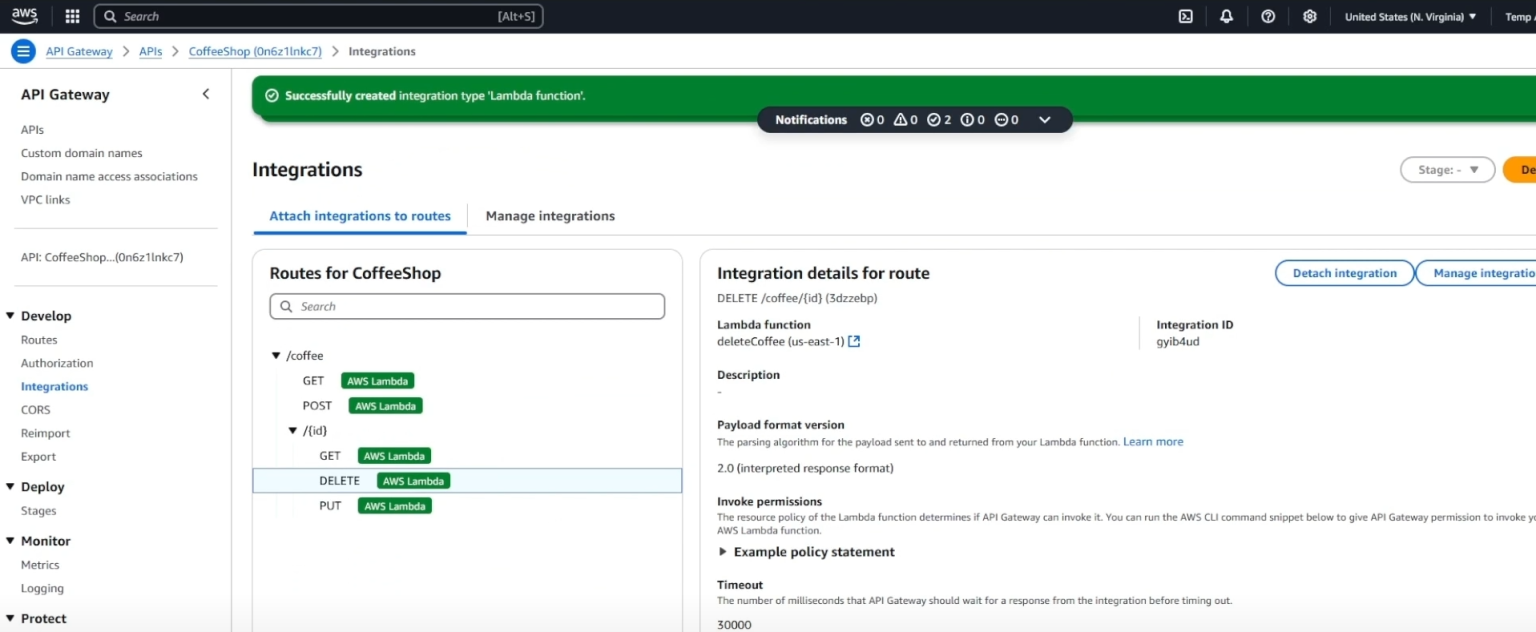 aws
Search [Alt+S]
United States (N. Virginia) ▼ Temp
API Gateway > APIs > CoffeeShop (0n6z1lnkc7) > Integrations
API Gateway
APIs
Custom domain names
Domain name access associations
VPC links
API: CoffeeShop...(0n6z1lnkc7)
Develop
Routes
Authorization
Integrations
CORS
Reimport
Export
Deploy
Stages
Monitor
Metrics
Logging
Protect
Successfully created integration type 'Lambda function'.
Notifications 0 0 2 0 0
Integrations
Stage: - ▼ De
Attach integrations to routes Manage integrations
Routes for CoffeeShop
Search
/coffee
GET AWS Lambda
POST AWS Lambda
/{id}
GET AWS Lambda
DELETE AWS Lambda
PUT AWS Lambda
Integration details for route
Detach integration Manage integratio
DELETE /coffee/{id} (3dzzebp)
Lambda function
deleteCoffee (us-east-1)
Integration ID
gyib4ud
Description
-
Payload format version
The parsing algorithm for the payload sent to and returned from your Lambda function. Learn more
2.0 (interpreted response format)
Invoke permissions
The resource policy of the Lambda function determines if API Gateway can invoke it. You can run the AWS CLI command snippet below to give API Gateway permission to invoke yo
AWS Lambda function.
Example policy statement
Timeout
The number of milliseconds that API Gateway should wait for a response from the integration before timing out.
30000